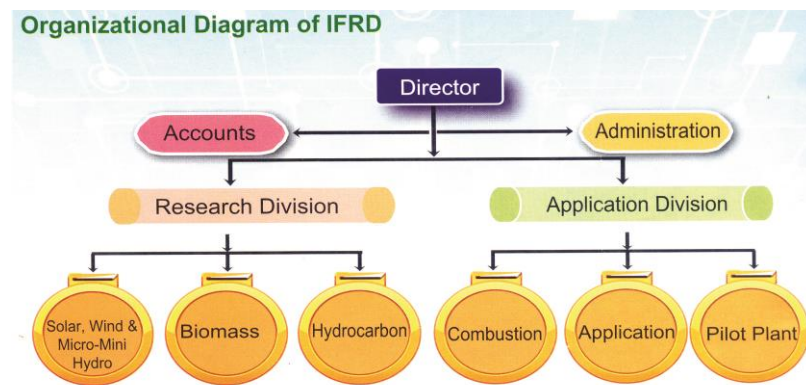 Organizational Diagram of IFRD
Director
Accounts
Administration
Research Division
Application Division
Solar, Wind &
Micro-Mini
Hydro
Biomass
Hydrocarbon
Combustion
Application
Pilot Plant